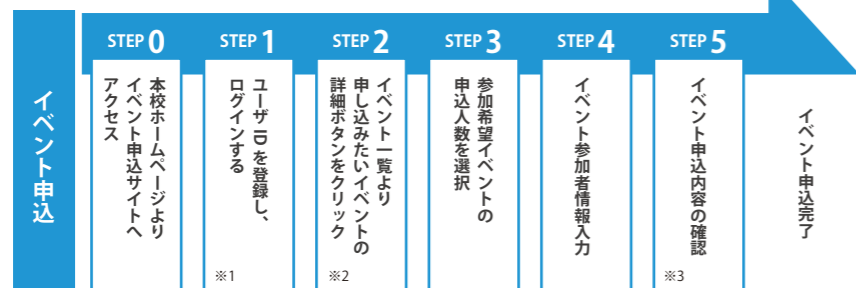 イベント申込
STEP 0
本校ホームページより
イベント申込サイトへ
アクセス
STEP 1
ユーザ ID を登録し、
ログインする
※1
STEP 2
イベント一覧より
申し込みたいイベントの
詳細ボタンをクリック
※2
STEP 3
参加希望イベントの
申込人数を選択
STEP 4
イベント参加者情報入力
STEP 5
イベント申込内容の確認
※3
イベント申込完了